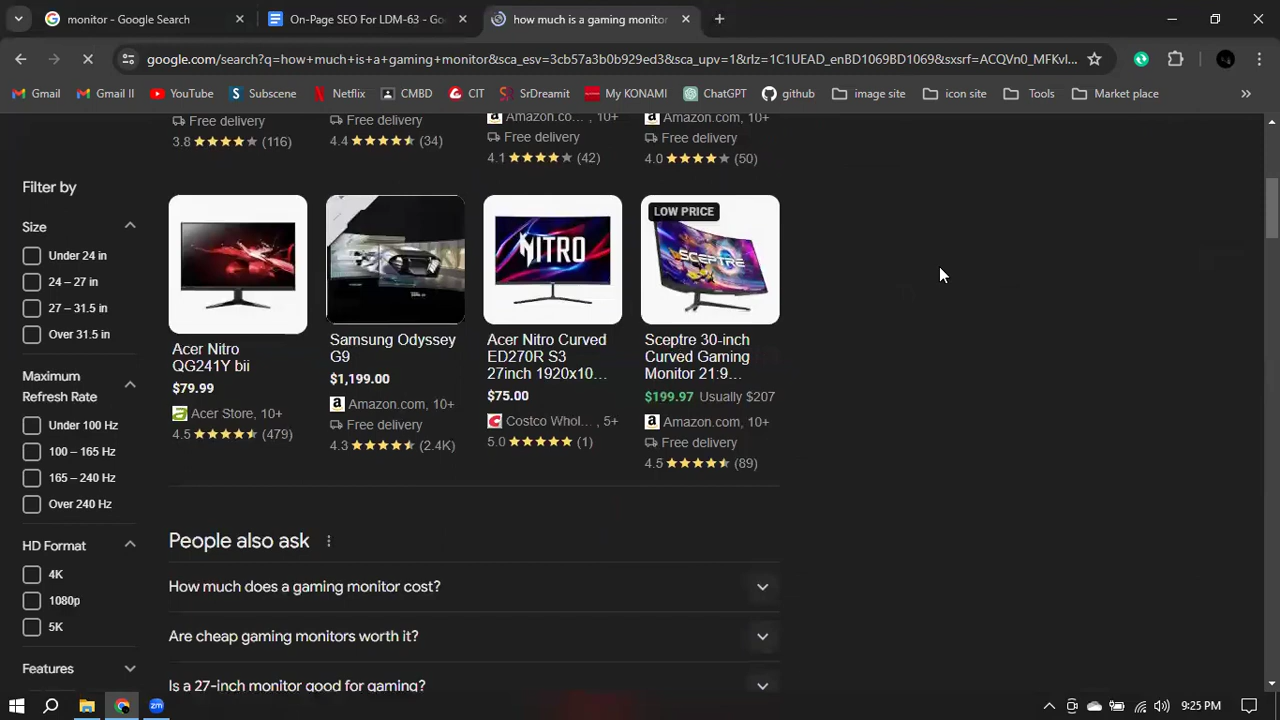 monitor - Google Search
On-Page SEO For LDM-63 - Go
how much is a gaming monitor
google.com/search?q=how+much+is+a+gaming+monitor&sca_esv=3cb57a3b0b929ed3&sca_upv=1&rlz=1C1UEAD_enBD1069BD1069&sxsrf=ACQVn0_MFKvl...
Gmail
Gmail II
YouTube
Subscene
Netflix
CMBD
CIT
SrDreamit
My KONAMI
ChatGPT
github
image site
icon site
Tools
Market place
Free delivery
3.8 (116)
Free delivery
4.4 (34)
Amazon.co... , 10+
Free delivery
4.1 (42)
Amazon.com, 10+
Free delivery
4.0 (50)
Filter by
Size
Under 24 in
24 – 27 in
27 – 31.5 in
Over 31.5 in
Maximum
Refresh Rate
Under 100 Hz
100 – 165 Hz
165 – 240 Hz
Over 240 Hz
HD Format
4K
1080p
5K
Features
Acer Nitro
QG241Y bii
$79.99
Acer Store, 10+
4.5 (479)
Samsung Odyssey
G9
$1,199.00
Amazon.com, 10+
Free delivery
4.3 (2.4K)
NITRO
Acer Nitro Curved
ED270R S3
27inch 1920x10...
$75.00
Costco Whol... , 5+
5.0 (1)
LOW PRICE
SCEPTRE
Sceptre 30-inch
Curved Gaming
Monitor 21:9...
$199.97 Usually $207
Amazon.com, 10+
Free delivery
4.5 (89)
People also ask
How much does a gaming monitor cost?
Are cheap gaming monitors worth it?
Is a 27-inch monitor good for gaming?
zm
9:25 PM